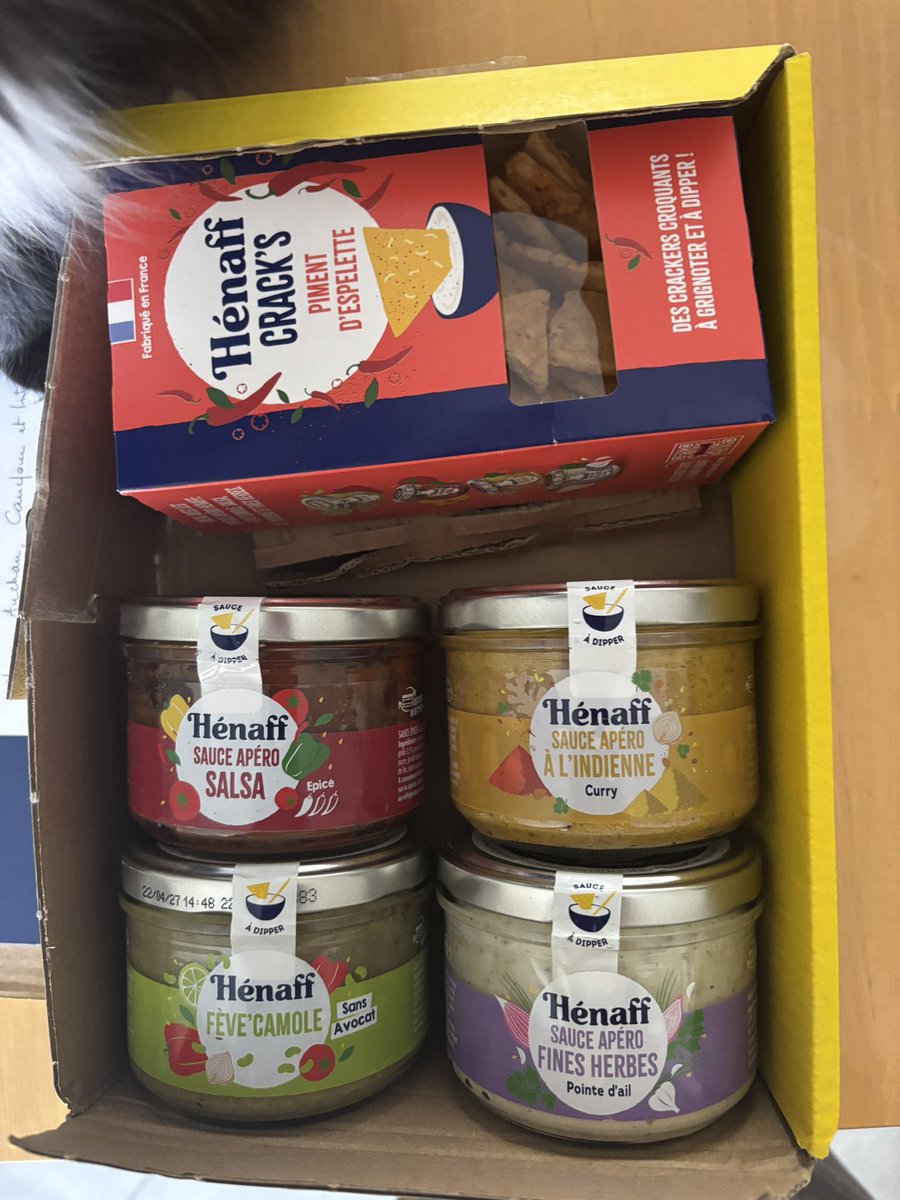 Fabriqué en France
Hénaff
CRACK'S
PIMENT
D'ESPELETTE
DES CRACKERS CROQUANTS
À GRIGNOTER ET À DIPPER !
SAUCE
À DIPPER
Hénaff
SAUCE APÉRO
SALSA
Epicé
SAUCE
À DIPPER
Hénaff
SAUCE APÉRO
À L'INDIENNE
Curry
22/04/27 14:48 22
83
À DIPPER
Hénaff
FÈVE'CAMOLE
Sans
Avocat
SAUCE
À DIPPER
Hénaff
SAUCE APÉRO
FINES HERBES
Pointe d'ail